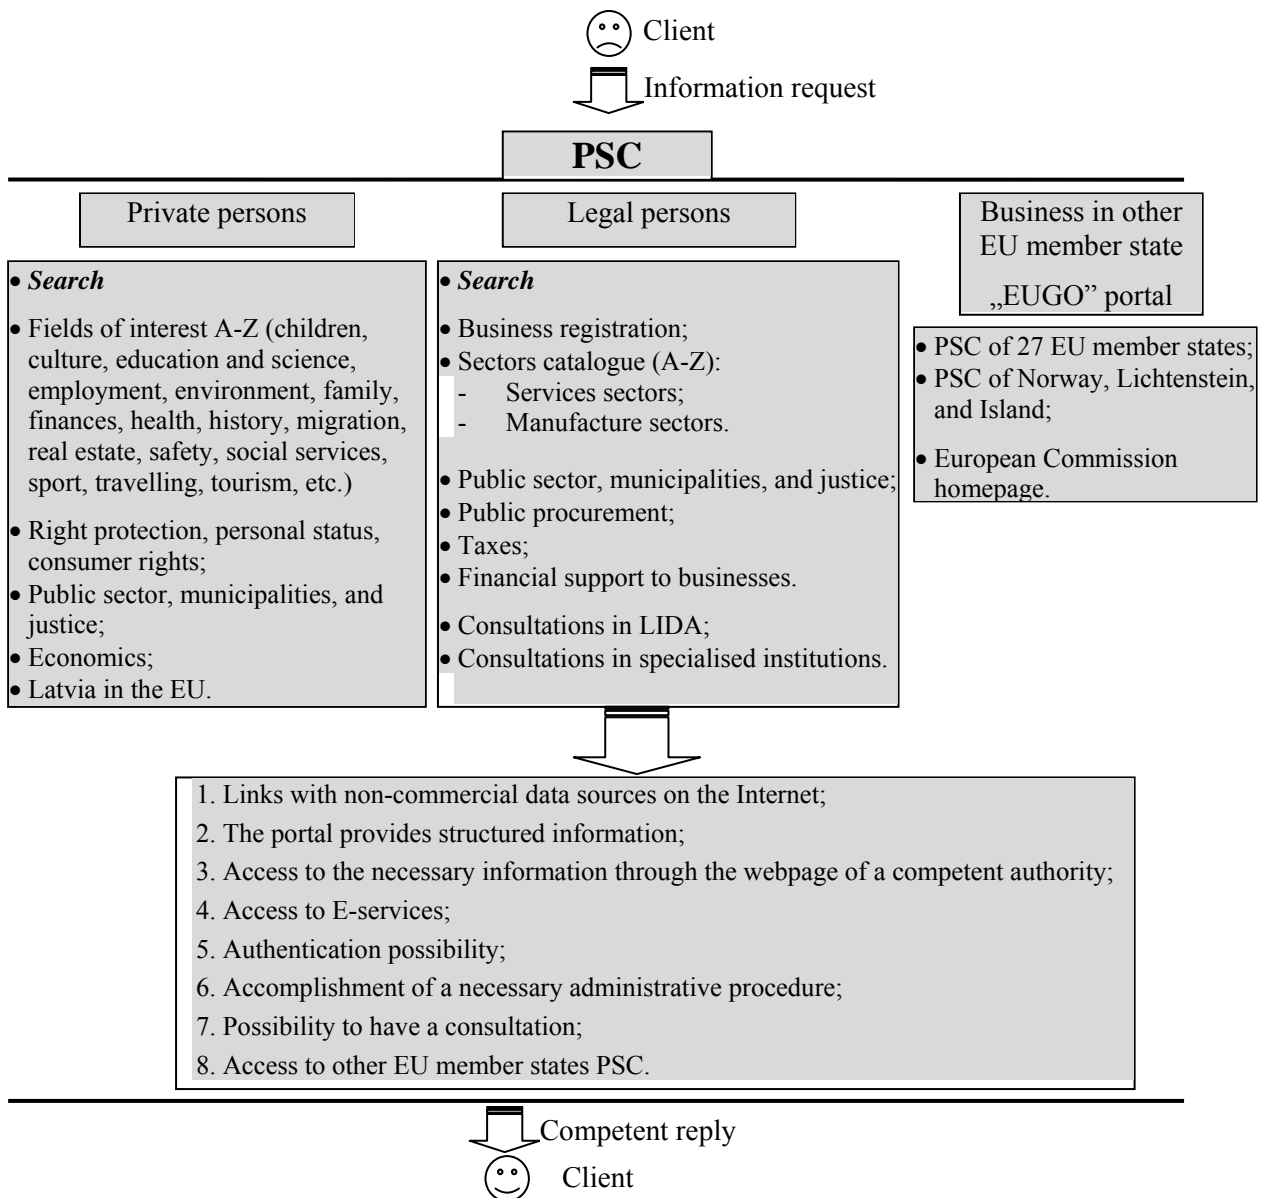 Client
Information request
PSC
Private persons
• Search
• Fields of interest A-Z (children,
culture, education and science,
employment, environment, family,
finances, health, history, migration,
real estate, safety, social services,
sport, travelling, tourism, etc.)
• Right protection, personal status,
consumer rights;
• Public sector, municipalities, and
justice;
• Economics;
• Latvia in the EU.
Legal persons
• Search
• Business registration;
• Sectors catalogue (A-Z):
- Services sectors;
- Manufacture sectors.
• Public sector, municipalities, and justice;
• Public procurement;
• Taxes;
• Financial support to businesses.
• Consultations in LIDA;
• Consultations in specialised institutions.
Business in other
EU member state
„EUGO” portal
• PSC of 27 EU member states;
• PSC of Norway, Lichtenstein,
and Island;
• European Commission
homepage.
1. Links with non-commercial data sources on the Internet;
2. The portal provides structured information;
3. Access to the necessary information through the webpage of a competent authority;
4. Access to E-services;
5. Authentication possibility;
6. Accomplishment of a necessary administrative procedure;
7. Possibility to have a consultation;
8. Access to other EU member states PSC.
Competent reply
Client